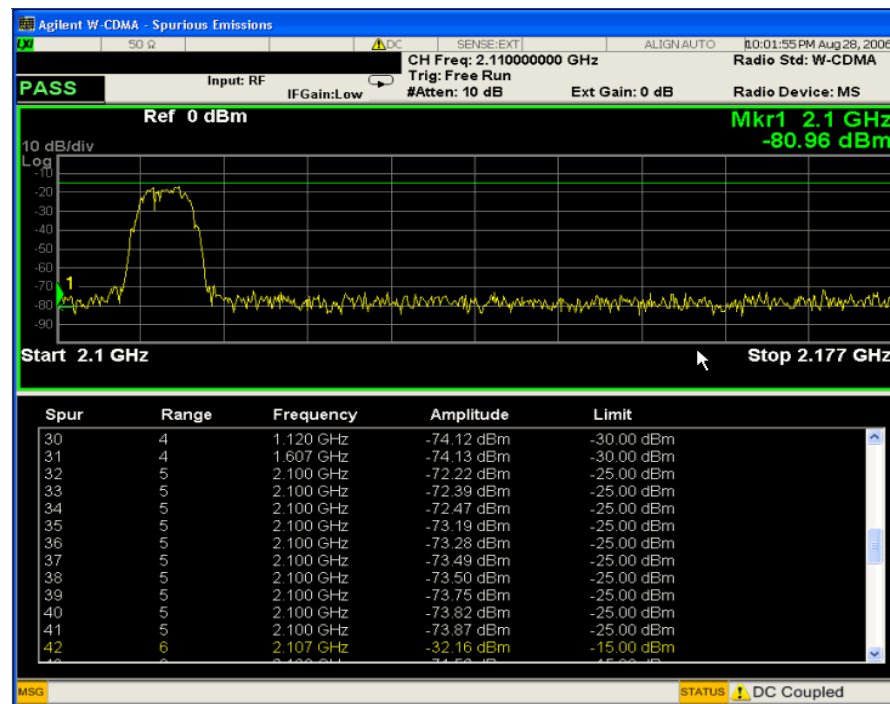 Agilent W-CDMA - Spurious Emissions
LXI 50 Ω DC SENSE:EXT ALIGN AUTO 10:01:55 PM Aug 28, 2006
CH Freq: 2.110000000 GHz Radio Std: W-CDMA
PASS Input: RF Trig: Free Run
IFGain:Low #Atten: 10 dB Ext Gain: 0 dB Radio Device: MS
Ref 0 dBm Mkr1 2.1 GHz
10 dB/div -80.96 dBm
Log
-10
-20
-30
-40
-50
-60
-70
1
-80
-90
Start 2.1 GHz Stop 2.177 GHz
Spur Range Frequency Amplitude Limit
30 4 1.120 GHz -74.12 dBm -30.00 dBm
31 4 1.607 GHz -74.13 dBm -30.00 dBm
32 5 2.100 GHz -72.22 dBm -25.00 dBm
33 5 2.100 GHz -72.39 dBm -25.00 dBm
34 5 2.100 GHz -72.47 dBm -25.00 dBm
35 5 2.100 GHz -73.19 dBm -25.00 dBm
36 5 2.100 GHz -73.28 dBm -25.00 dBm
37 5 2.100 GHz -73.49 dBm -25.00 dBm
38 5 2.100 GHz -73.50 dBm -25.00 dBm
39 5 2.100 GHz -73.75 dBm -25.00 dBm
40 5 2.100 GHz -73.82 dBm -25.00 dBm
41 5 2.100 GHz -73.87 dBm -25.00 dBm
42 6 2.107 GHz -32.16 dBm -15.00 dBm
MSG STATUS DC Coupled